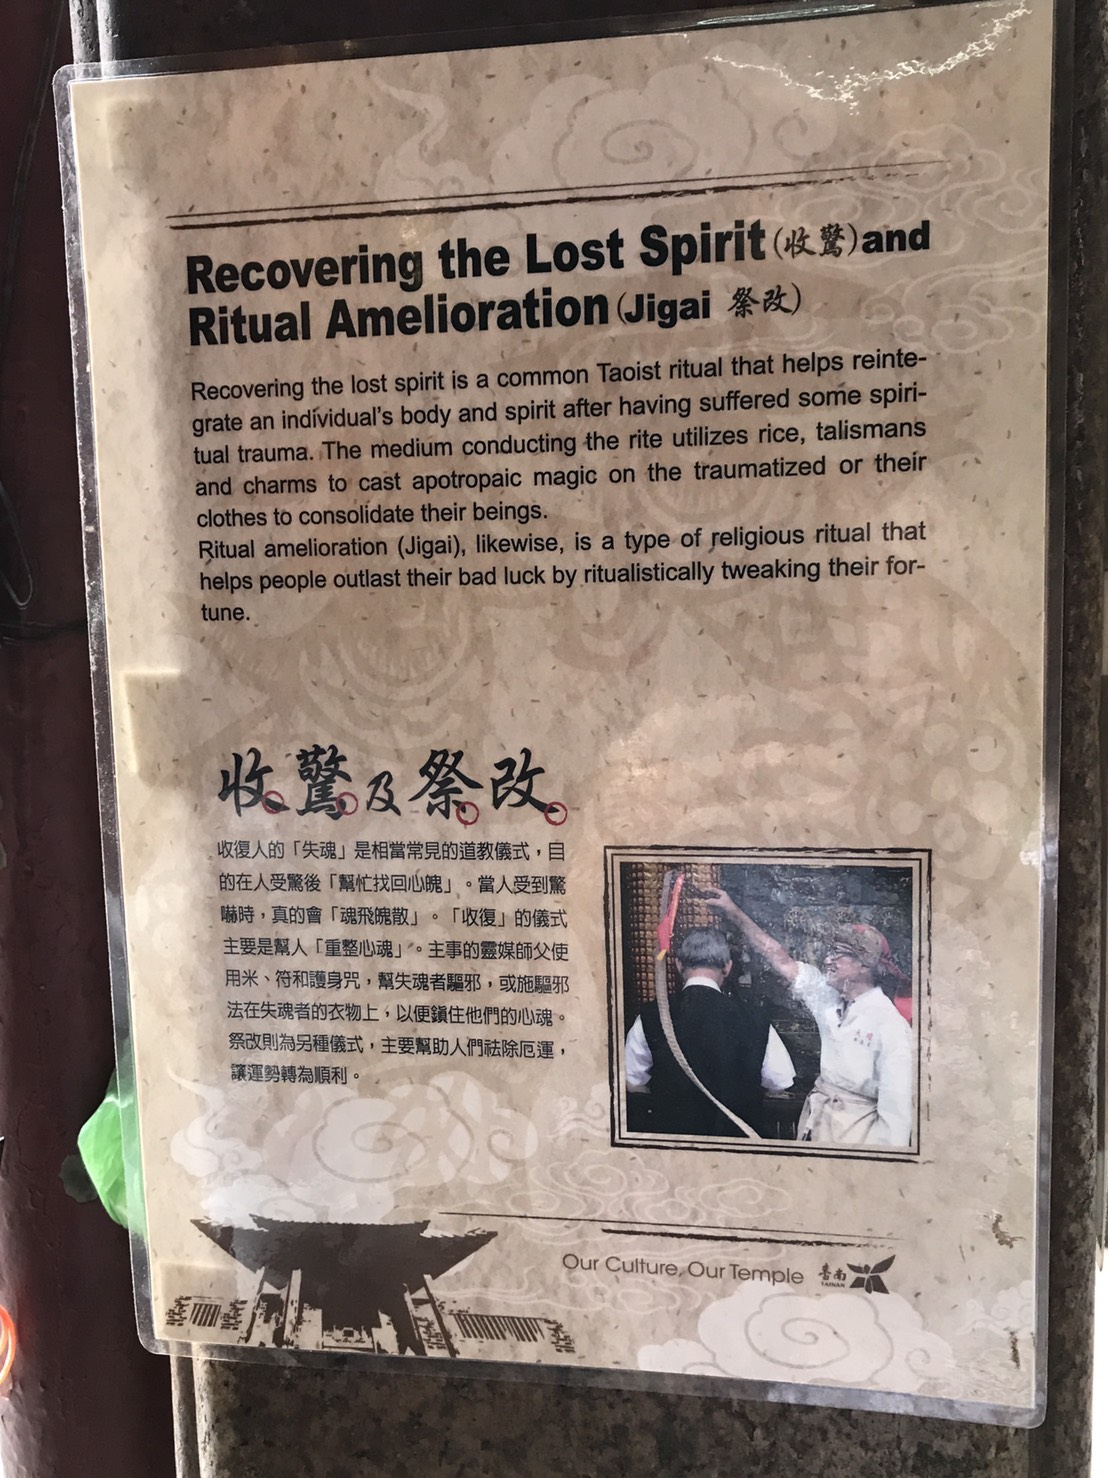 Recovering the Lost Spirit(收驚)and
Ritual Amelioration(Jigai 祭改)
Recovering the lost spirit is a common Taoist ritual that helps reinte-
grate an individual's body and spirit after having suffered some spiri-
tual trauma. The medium conducting the rite utilizes rice, talismans
and charms to cast apotropaic magic on the traumatized or their
clothes to consolidate their beings.
Ritual amelioration (Jigai), likewise, is a type of religious ritual that
helps people outlast their bad luck by ritualistically tweaking their for-
tune.
收驚及祭改
收復人的「失魂」是相當常見的道教儀式，目
的在人受驚後「幫忙找回心魄」。當人受到驚
嚇時，真的會「魂飛魄散」。「收復」的儀式
主要是幫人「重整心魂」。主事的靈媒師父使
用米、符和護身咒，幫失魂者驅邪，或施驅邪
法在失魂者的衣物上，以便鎮住他們的心魂。
祭改則為另種儀式，主要幫助人們祛除厄運，
讓運勢轉為順利。
Our Culture, Our Temple 臺南
TAINAN